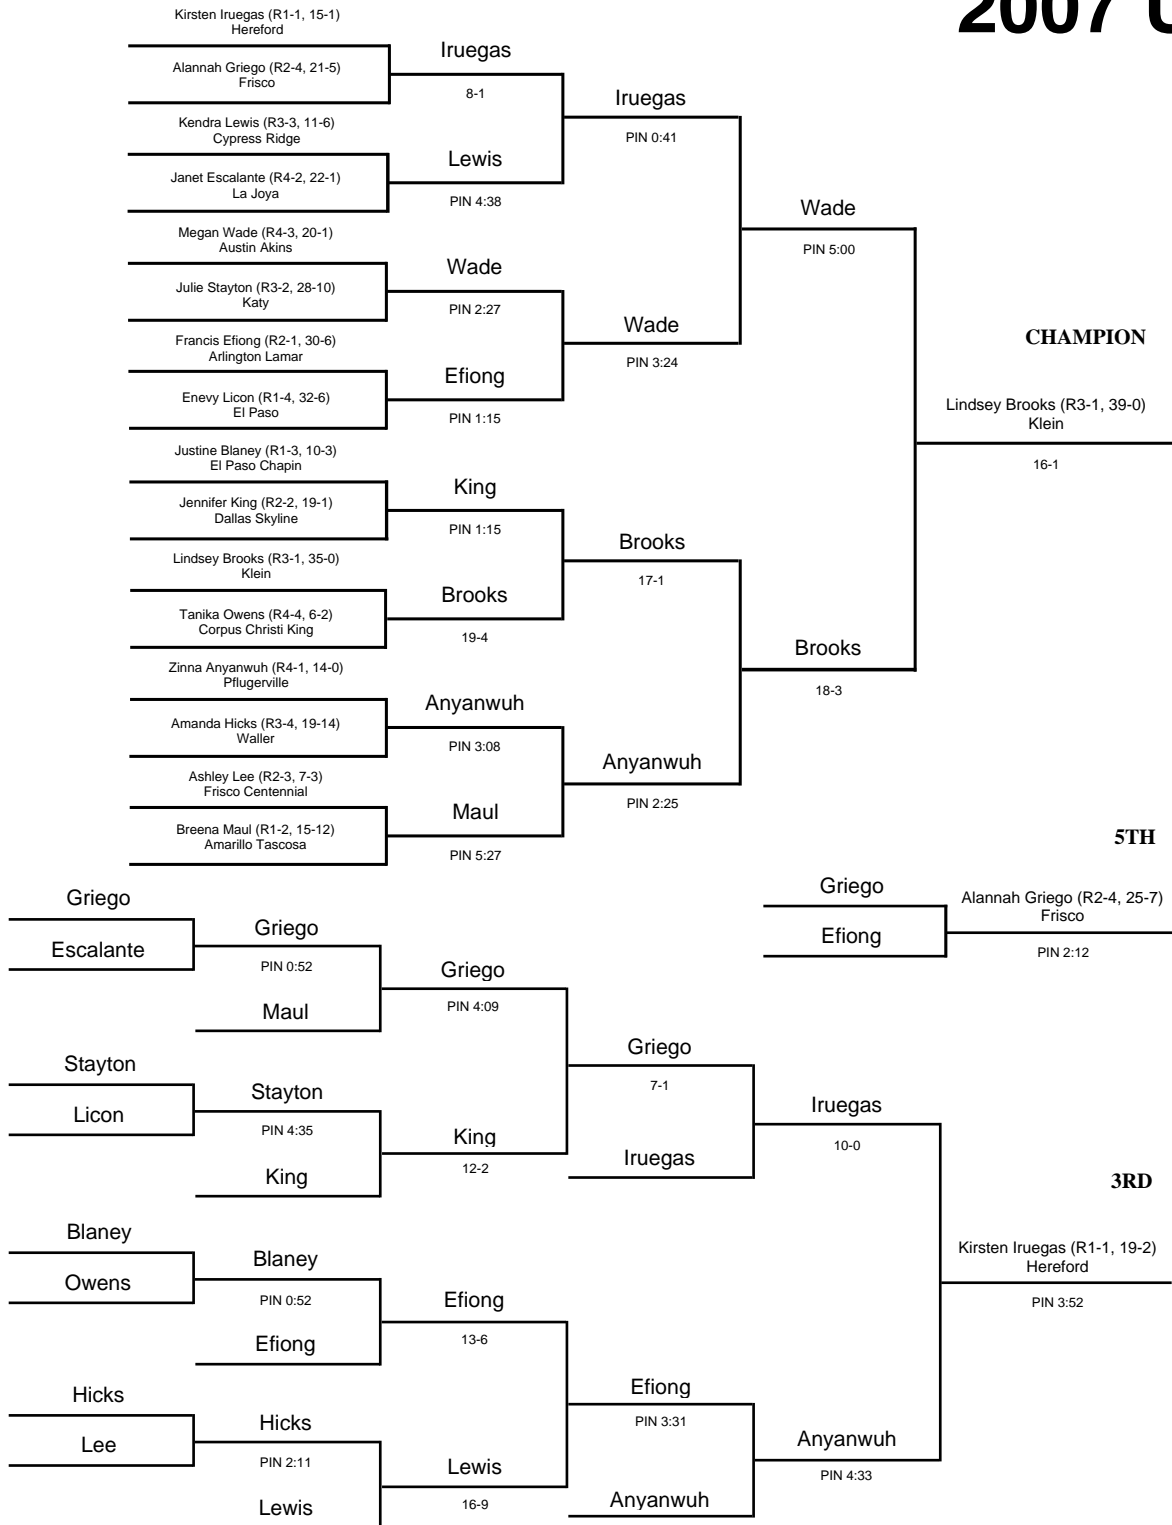 2007 U
Kirsten Iruegas (R1-1, 15-1)
Hereford
Iruegas
Alannah Griego (R2-4, 21-5)
Frisco
8-1
Iruegas
Kendra Lewis (R3-3, 11-6)
Cypress Ridge
PIN 0:41
Lewis
Janet Escalante (R4-2, 22-1)
La Joya
PIN 4:38
Wade
Megan Wade (R4-3, 20-1)
Austin Akins
PIN 5:00
Wade
Julie Stayton (R3-2, 28-10)
Katy
PIN 2:27
Wade
Francis Efiong (R2-1, 30-6)
Arlington Lamar
CHAMPION
PIN 3:24
Efiong
Enevy Licon (R1-4, 32-6)
El Paso
Lindsey Brooks (R3-1, 39-0)
Klein
PIN 1:15
Justine Blaney (R1-3, 10-3)
El Paso Chapin
16-1
King
Jennifer King (R2-2, 19-1)
Dallas Skyline
PIN 1:15
Brooks
Lindsey Brooks (R3-1, 35-0)
Klein
17-1
Brooks
Tanika Owens (R4-4, 6-2)
Corpus Christi King
19-4
Brooks
Zinna Anyanwuh (R4-1, 14-0)
Pflugerville
18-3
Anyanwuh
Amanda Hicks (R3-4, 19-14)
Waller
PIN 3:08
Anyanwuh
Ashley Lee (R2-3, 7-3)
Frisco Centennial
PIN 2:25
Maul
Breena Maul (R1-2, 15-12)
Amarillo Tascosa
PIN 5:27
5TH
Griego
Griego
Alannah Griego (R2-4, 25-7)
Frisco
Griego
Escalante
Efiong
PIN 0:52
PIN 2:12
Griego
Maul
PIN 4:09
Griego
Stayton
7-1
Stayton
Licon
Iruegas
PIN 4:35
King
12-2
10-0
Iruegas
King
3RD
Blaney
Blaney
Kirsten Iruegas (R1-1, 19-2)
Hereford
Owens
PIN 0:52
Efiong
PIN 3:52
13-6
Efiong
Efiong
Hicks
PIN 3:31
Hicks
Lee
Anyanwuh
PIN 2:11
Lewis
PIN 4:33
16-9
Anyanwuh
Lewis